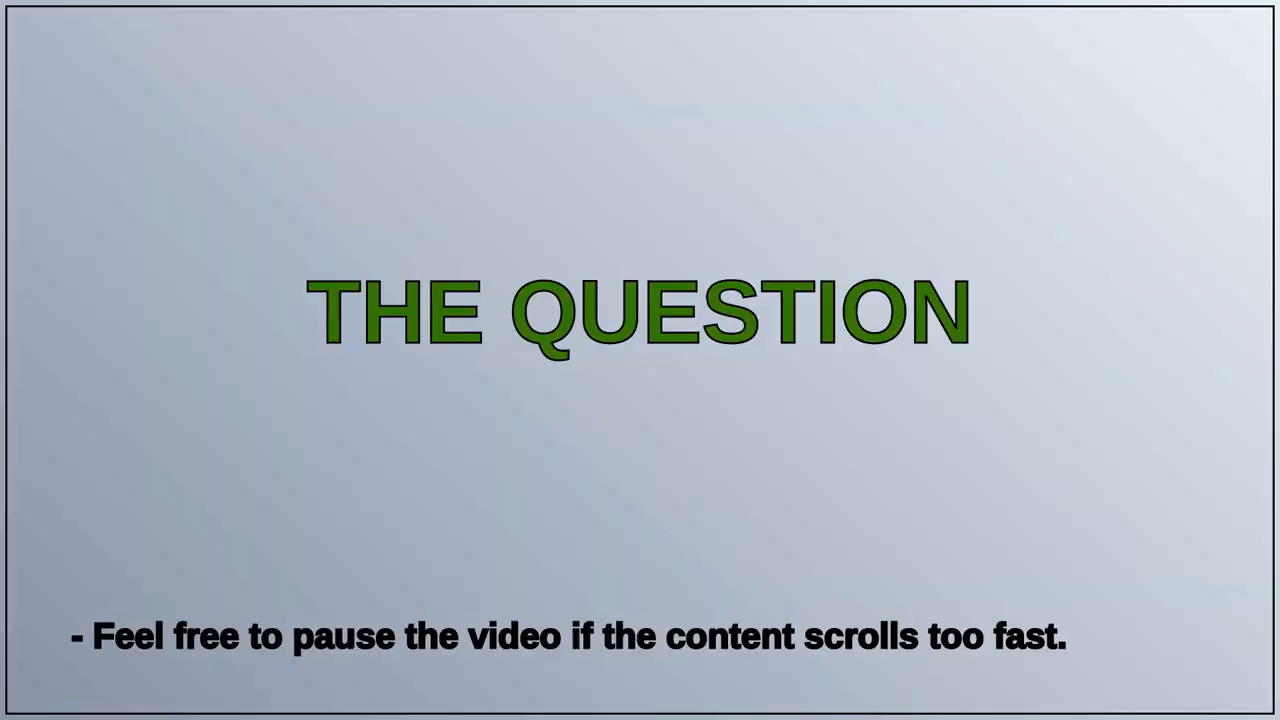 THE QUESTION
- Feel free to pause the video if the content scrolls too fast.